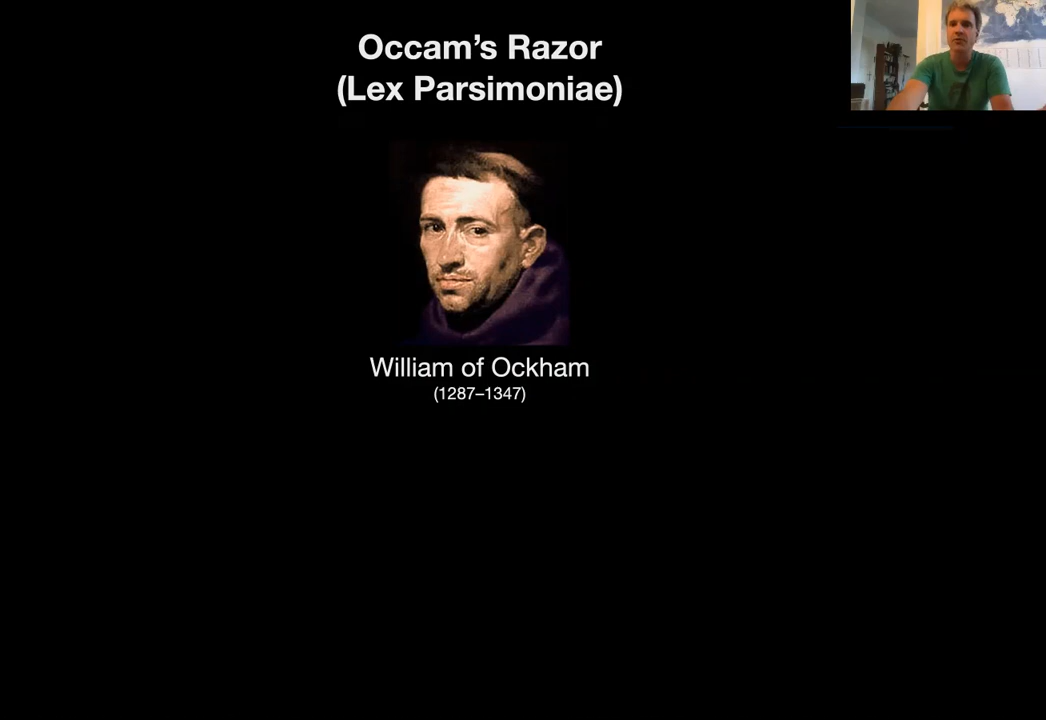 Occam’s Razor
(Lex Parsimoniae)
William of Ockham
(1287–1347)